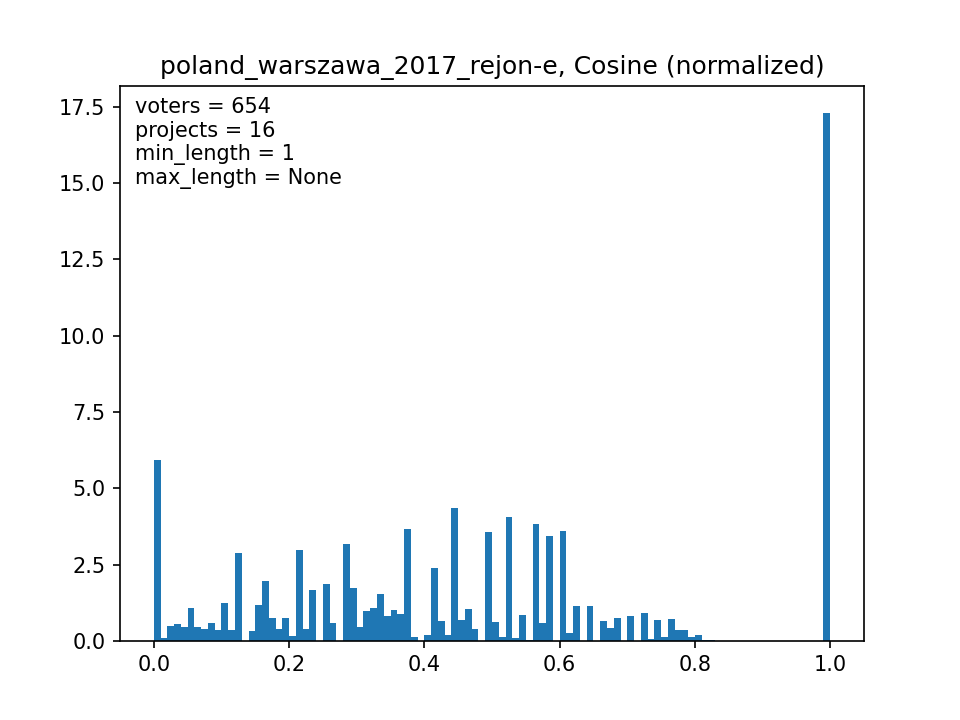 poland_warszawa_2017_rejon-e, Cosine (normalized)
voters = 654
projects = 16
min_length = 1
max_length = None
17.5
15.0
12.5
10.0
7.5
5.0
2.5
0.0
0.0 0.2 0.4 0.6 0.8 1.0